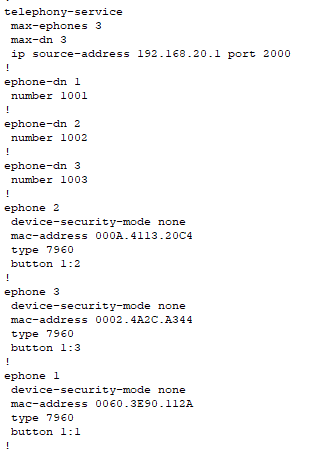 telephony-service
max-ephones 3
max-dn 3
ip source-address 192.168.20.1 port 2000
!
ephone-dn 1
number 1001
!
ephone-dn 2
number 1002
!
ephone-dn 3
number 1003
!
ephone 2
device-security-mode none
mac-address 000A.4113.20C4
type 7960
button 1:2
!
ephone 3
device-security-mode none
mac-address 0002.4A2C.A344
type 7960
button 1:3
!
ephone 1
device-security-mode none
mac-address 0060.3E90.112A
type 7960
button 1:1
!